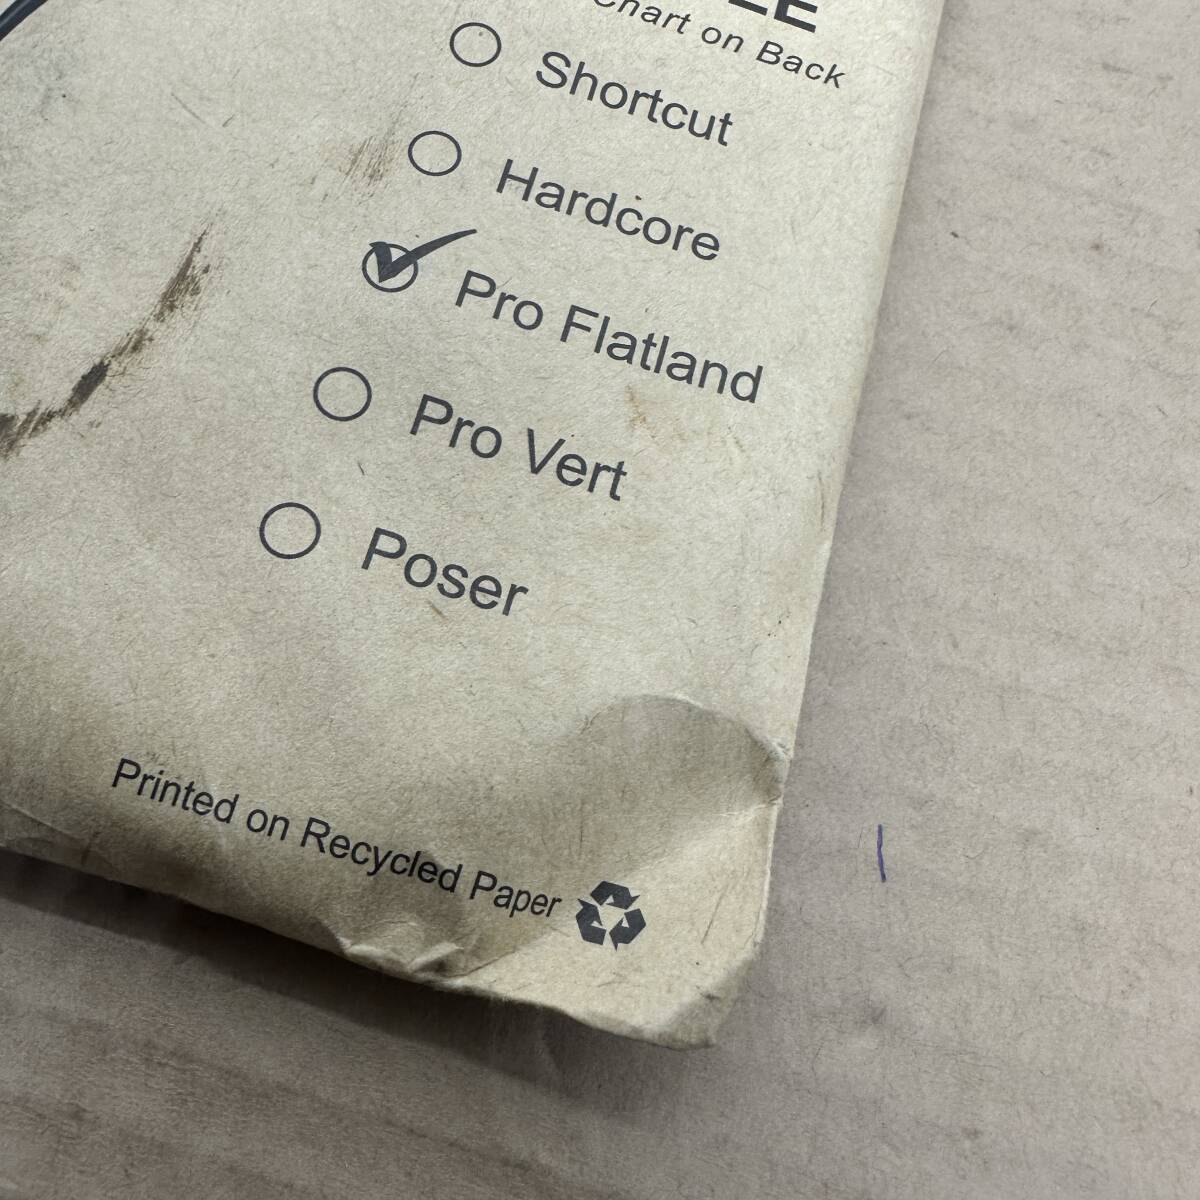 Chart on Back
Shortcut
Hardcore
Pro Flatland
Pro Vert
Poser
Printed on Recycled Paper